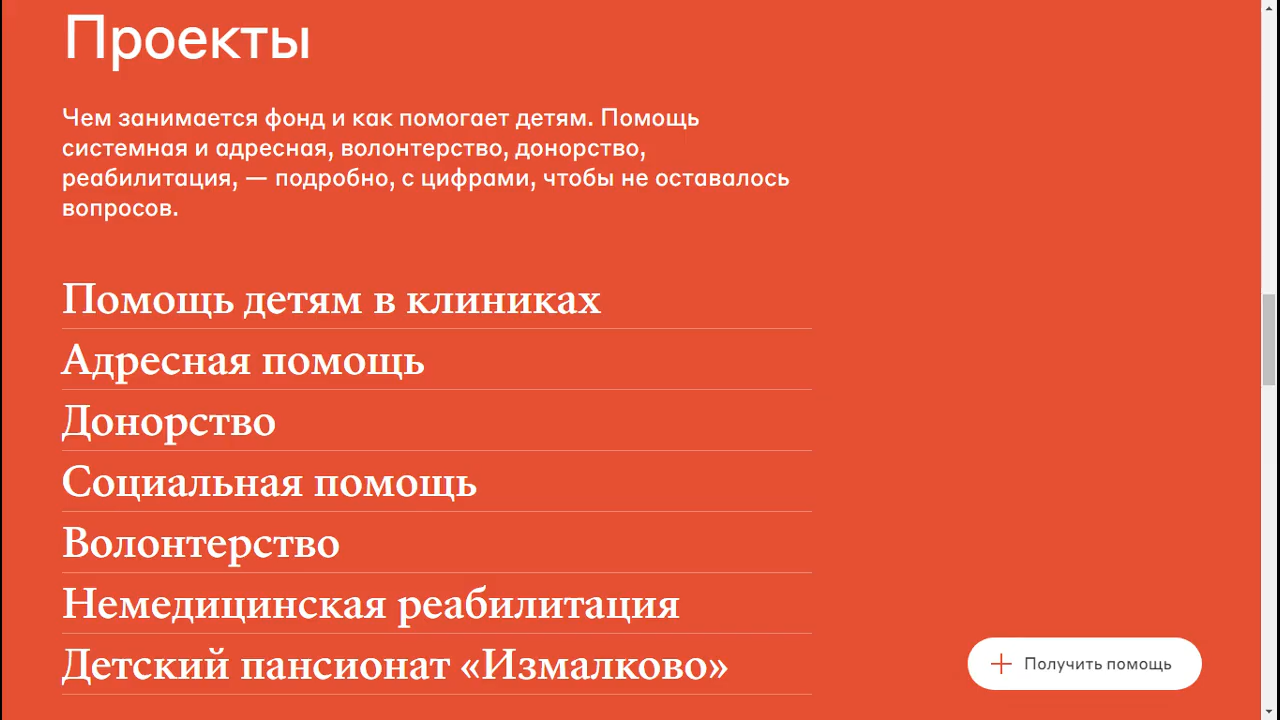 Проекты
Чем занимается фонд и как помогает детям. Помощь
системная и адресная, волонтерство, донорство,
реабилитация, — подробно, с цифрами, чтобы не оставалось
вопросов.
Помощь детям в клиниках
Адресная помощь
Донорство
Социальная помощь
Волонтерство
Немедицинская реабилитация
Детский пансионат «Измалково»
Получить помощь